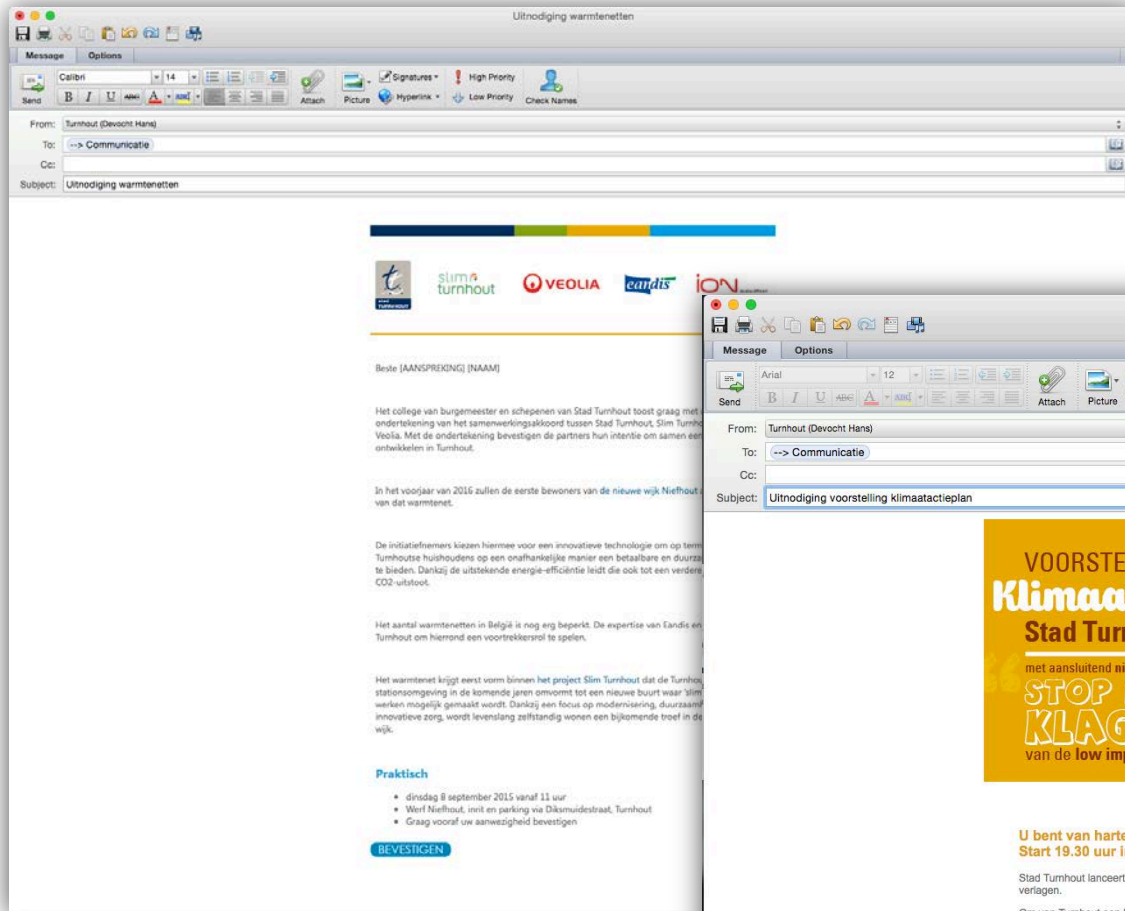 Uitnodiging warmtenetten
Message Options
Send
Calibri 14
B I U ABC A ABC
Attach
Picture
Signatures
Hyperlink
High Priority
Low Priority
Check Names
From: Turnhout (Devocht Hans)
To: --> Communicatie
Cc:
Subject: Uitnodiging warmtenetten
t
stad
TURNHOUT
slim
turnhout
VEOLIA
eandis
ION
Beste [AANSPREKING] [NAAM]
Het college van burgemeester en schepenen van Stad Turnhout toost graag met
ondertekening van het samenwerkingsakkoord tussen Stad Turnhout, Slim Turnho
Veolia. Met de ondertekening bevestigen de partners hun intentie om samen een
ontwikkelen in Turnhout.
In het voorjaar van 2016 zullen de eerste bewoners van de nieuwe wijk Niefhout
van dat warmtenet.
De initiatiefnemers kiezen hiermee voor een innovatieve technologie om op term
Turnhoutse huishoudens op een onafhankelijke manier een betaalbare en duurza
te bieden. Dankzij de uitstekende energie-efficiëntie leidt die ook tot een verdere
CO2-uitstoot.
Het aantal warmtenetten in België is nog erg beperkt. De expertise van Eandis en
Turnhout om hierrond een voortrekkersrol te spelen.
Het warmtenet krijgt eerst vorm binnen het project Slim Turnhout dat de Turnhou
stationsomgeving in de komende jaren omvormt tot een nieuwe buurt waar 'slim
werken mogelijk gemaakt wordt. Dankzij een focus op modernisering, duurzaamh
innovatieve zorg, wordt levenslang zelfstandig wonen een bijkomende troef in de
wijk.
Praktisch
• dinsdag 8 september 2015 vanaf 11 uur
• Werf Niefhout, inrit en parking via Diksmuidestraat, Turnhout
• Graag vooraf uw aanwezigheid bevestigen
BEVESTIGEN
Message Options
Send
Arial 12
B I U ABC A ABC
Attach
Picture
From: Turnhout (Devocht Hans)
To: --> Communicatie
Cc:
Subject: Uitnodiging voorstelling klimaatactieplan
VOORSTE
Klimaa
Stad Turn
met aansluitend ni
STOP
KLAG
van de low imp
U bent van harte
Start 19.30 uur i
Stad Turnhout lanceert
verlagen.